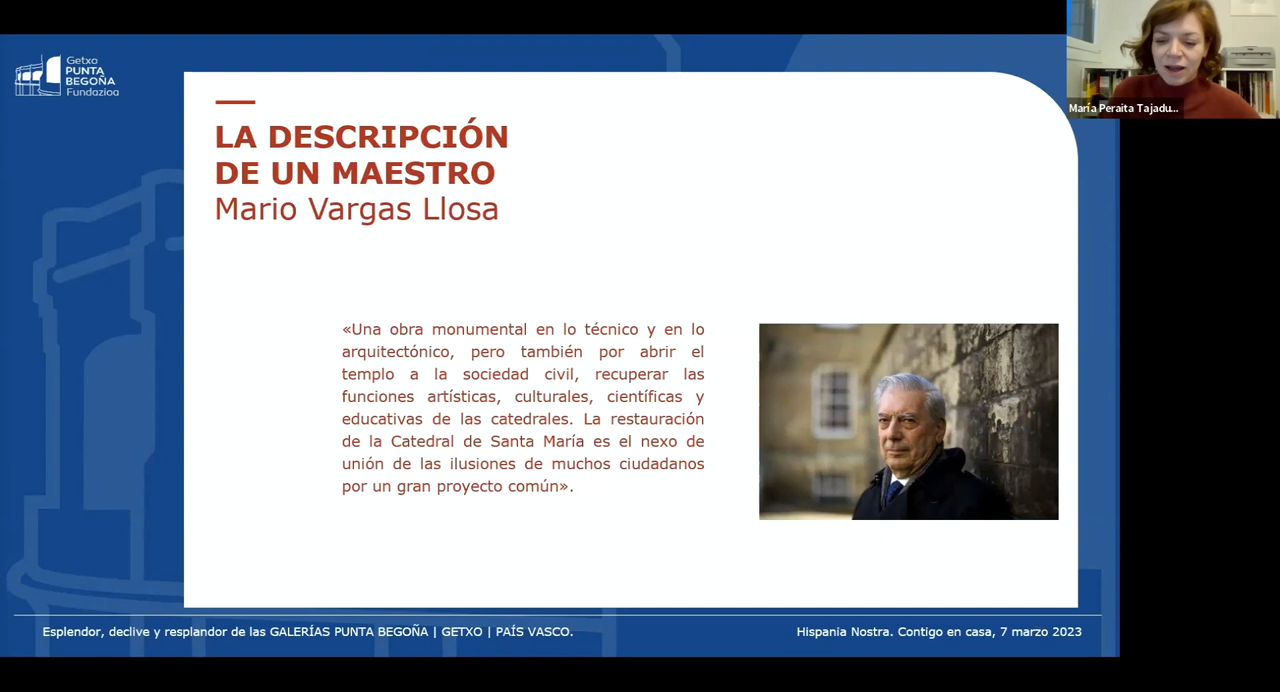 Getxo
PUNTA
BEGOÑA
Fundazioa
María Peraita Tajadu...
LA DESCRIPCIÓN
DE UN MAESTRO
Mario Vargas Llosa
«Una obra monumental en lo técnico y en lo
arquitectónico, pero también por abrir el
templo a la sociedad civil, recuperar las
funciones artísticas, culturales, científicas y
educativas de las catedrales. La restauración
de la Catedral de Santa María es el nexo de
unión de las ilusiones de muchos ciudadanos
por un gran proyecto común».
Esplendor, declive y resplandor de las GALERÍAS PUNTA BEGOÑA | GETXO | PAÍS VASCO.
Hispania Nostra. Contigo en casa, 7 marzo 2023